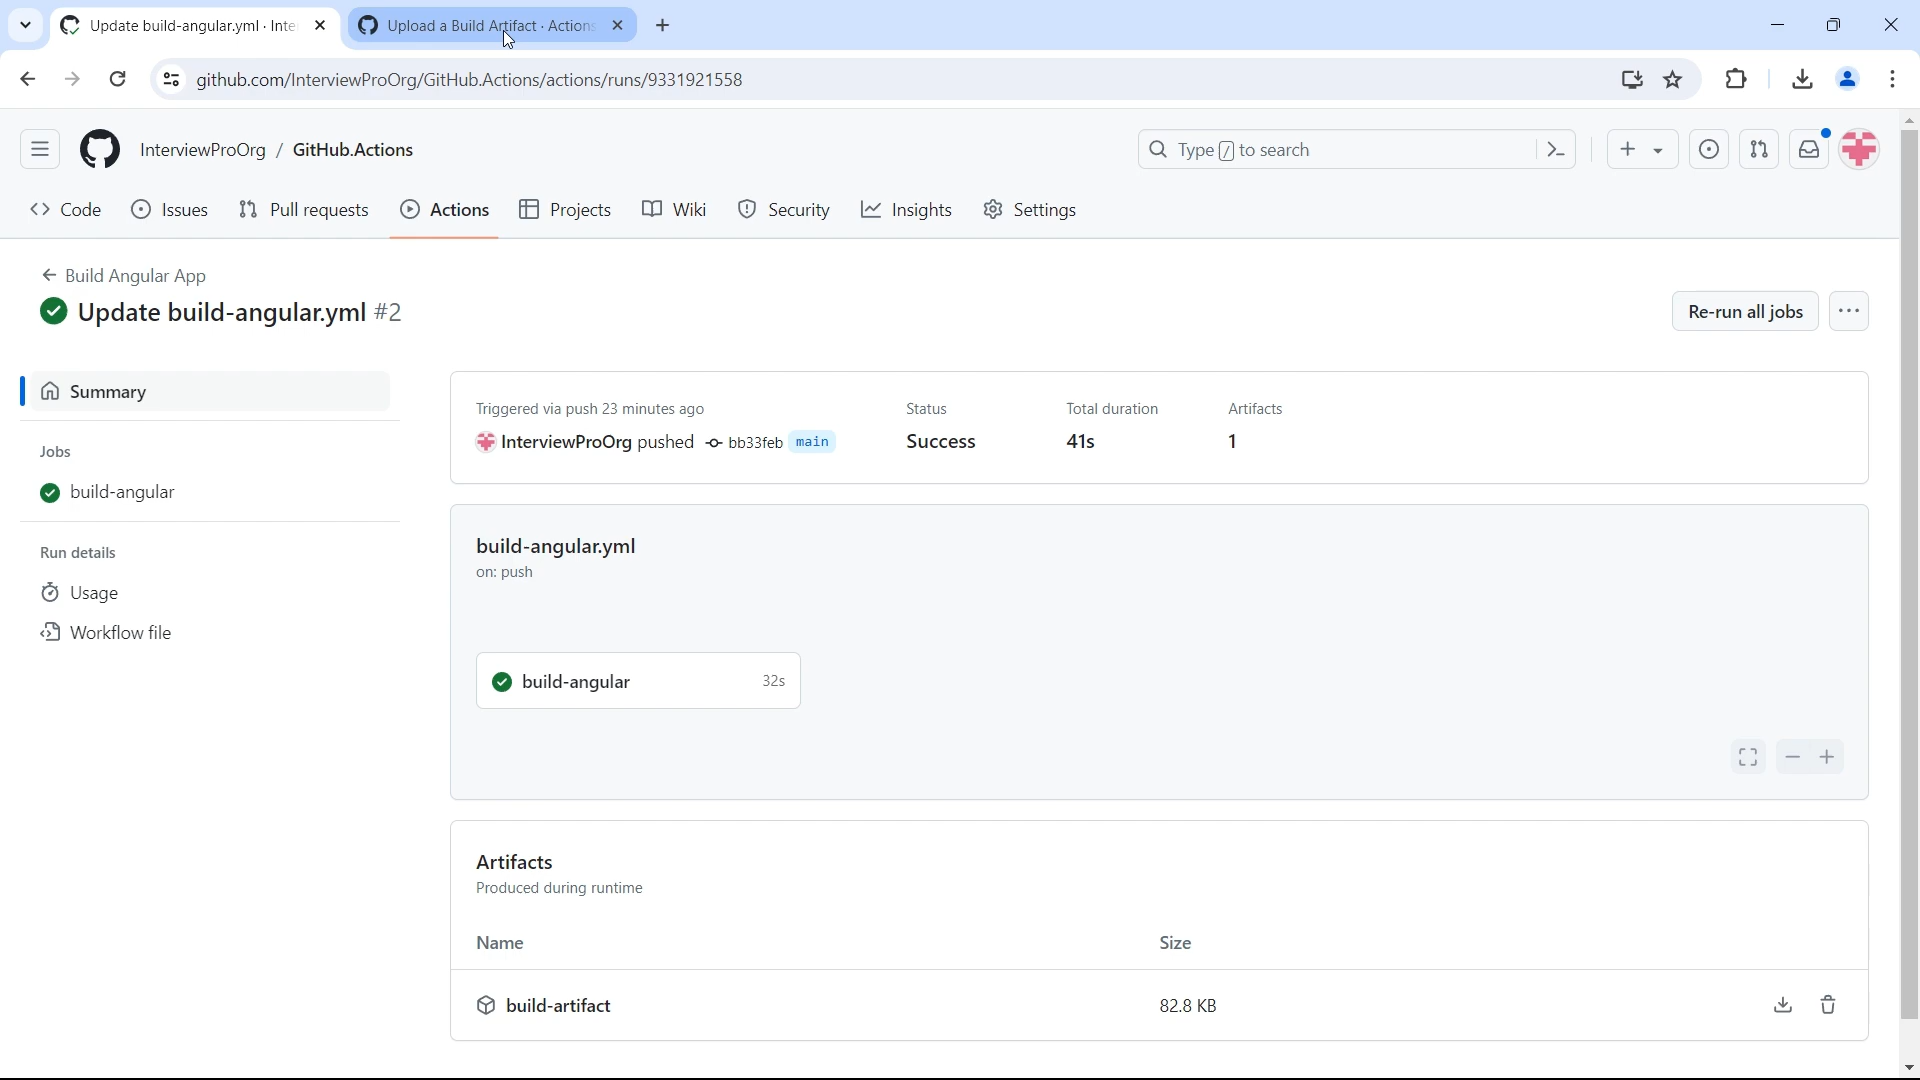 Update build-angular.yml · Inte
Upload a Build Artifact · Actions
github.com/InterviewProOrg/GitHub.Actions/actions/runs/9331921558
InterviewProOrg / GitHub.Actions
Type / to search
Code
Issues
Pull requests
Actions
Projects
Wiki
Security
Insights
Settings
← Build Angular App
Update build-angular.yml #2
Re-run all jobs
Summary
Jobs
build-angular
Run details
Usage
Workflow file
Triggered via push 23 minutes ago
InterviewProOrg pushed bb33feb main
Status
Success
Total duration
41s
Artifacts
1
build-angular.yml
on: push
build-angular 32s
Artifacts
Produced during runtime
Name Size
build-artifact 82.8 KB